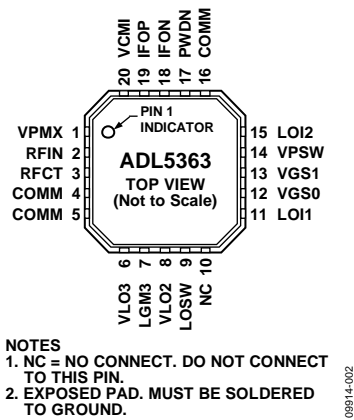 20 VCMI
19 IFOP
18 IFON
17 PWDN
16 COMM
PIN 1
INDICATOR
VPMX 1
RFIN 2
RFCT 3
COMM 4
COMM 5
ADL5363
TOP VIEW
(Not to Scale)
15 LOI2
14 VPSW
13 VGS1
12 VGS0
11 LOI1
VLO3 6
LGM3 7
VLO2 8
LOSW 9
NC 10
NOTES
1. NC = NO CONNECT. DO NOT CONNECT
TO THIS PIN.
2. EXPOSED PAD. MUST BE SOLDERED
TO GROUND.
09914-002